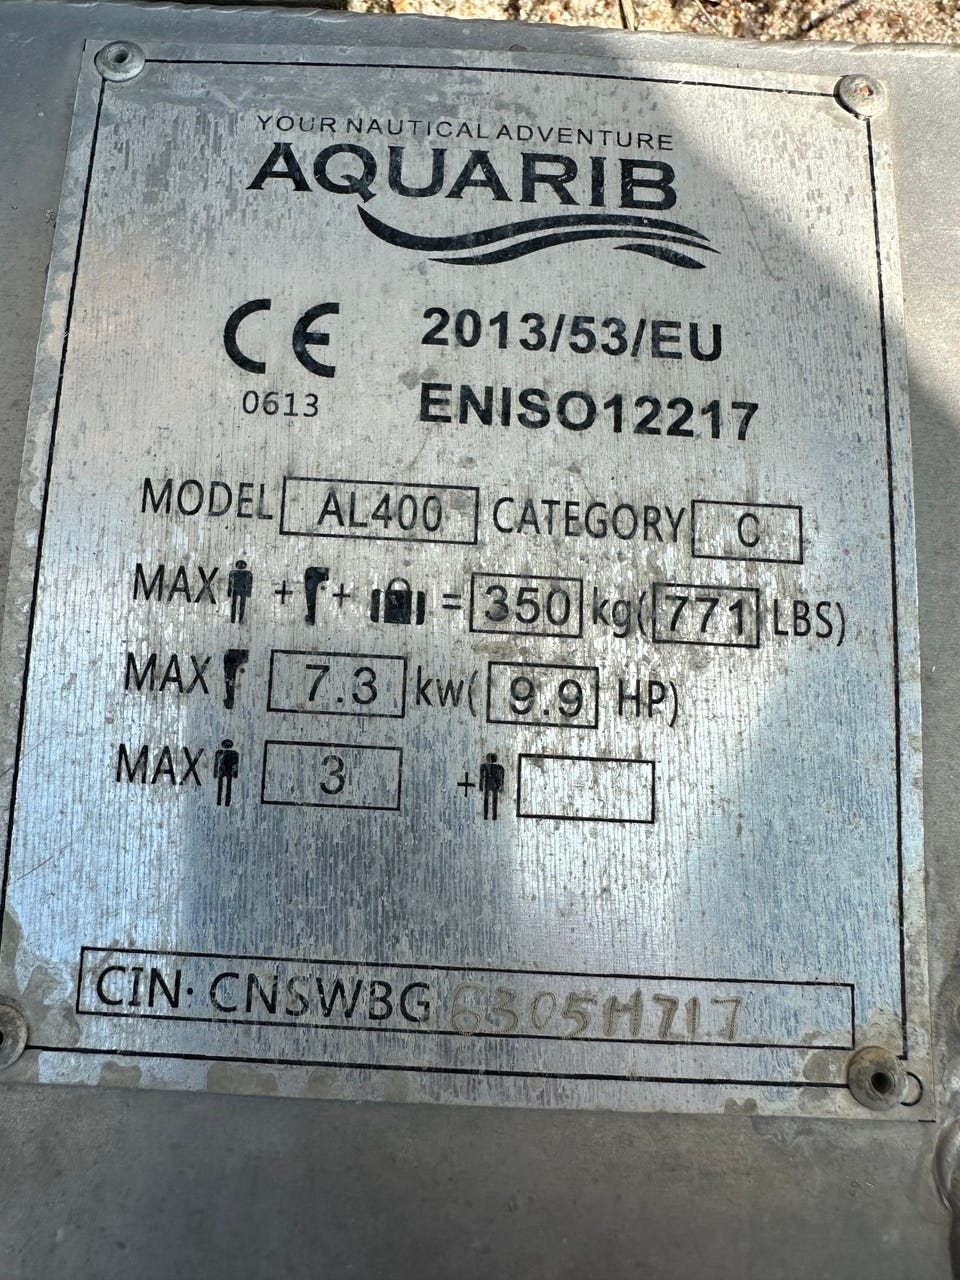 YOUR NAUTICAL ADVENTURE
AQUARIB
CE 2013/53/EU
0613 ENISO12217
MODEL AL400 CATEGORY C
MAX + + = 350 kg( 771 LBS)
MAX 7.3 kw( 9.9 HP)
MAX 3 +
CIN· CNSWBG 6305H717